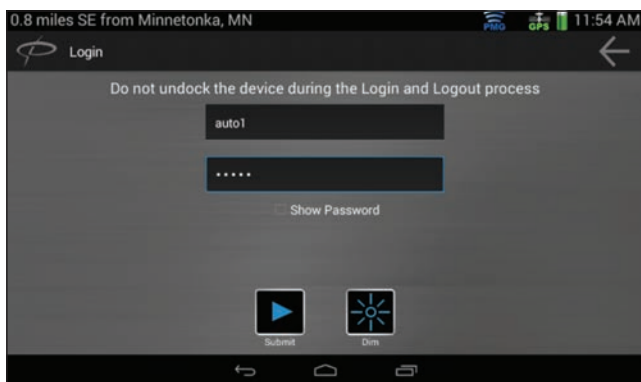 0.8 miles SE from Minnetonka, MN PMG GPS 11:54 AM
Login
Do not undock the device during the Login and Logout process
auto1
•••••
Show Password
Submit Dim